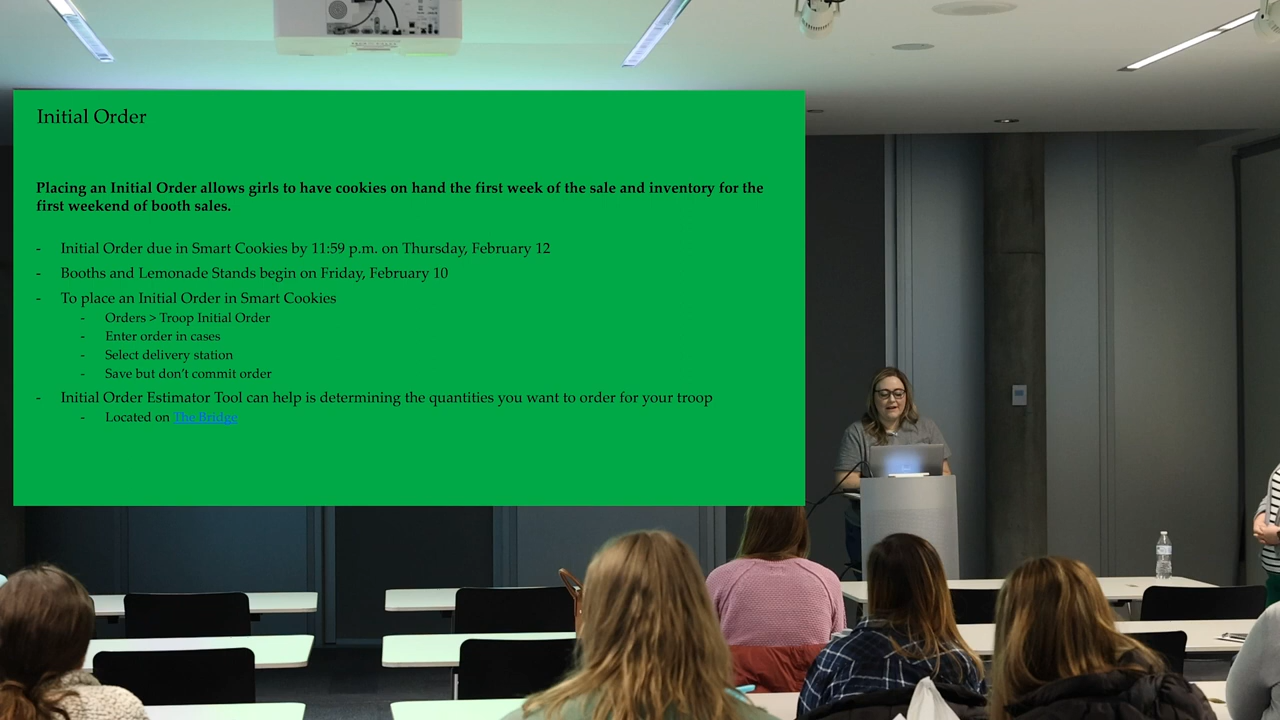 Initial Order
Placing an Initial Order allows girls to have cookies on hand the first week of the sale and inventory for the
first weekend of booth sales.
- Initial Order due in Smart Cookies by 11:59 p.m. on Thursday, February 12
- Booths and Lemonade Stands begin on Friday, February 10
- To place an Initial Order in Smart Cookies
- Orders > Troop Initial Order
- Enter order in cases
- Select delivery station
- Save but don’t commit order
- Initial Order Estimator Tool can help is determining the quantities you want to order for your troop
- Located on The Bridge